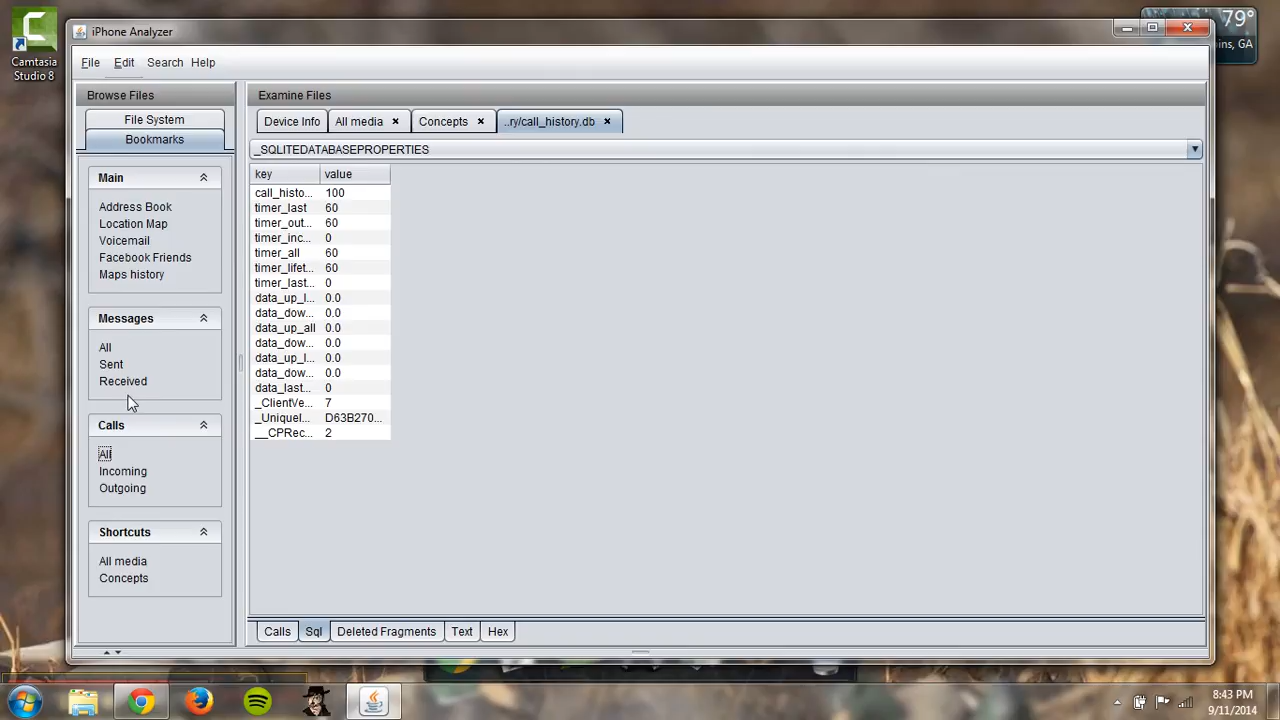 Camtasia
Studio 8
iPhone Analyzer
79°
ins, GA
File Edit Search Help
Browse Files
File System
Bookmarks
Main
Address Book
Location Map
Voicemail
Facebook Friends
Maps history
Messages
All
Sent
Received
Calls
All
Incoming
Outgoing
Shortcuts
All media
Concepts
Examine Files
Device Info All media Concepts ..ry/call_history.db
_SQLITEDATABASEPROPERTIES
key value
call_histo... 100
timer_last 60
timer_out... 60
timer_inc... 0
timer_all 60
timer_lifet... 60
timer_last... 0
data_up_l... 0.0
data_dow... 0.0
data_up_all 0.0
data_dow... 0.0
data_up_l... 0.0
data_dow... 0.0
data_last... 0
_ClientVe... 7
_UniqueI... D63B270...
__CPRec... 2
Calls Sql Deleted Fragments Text Hex
8:43 PM
9/11/2014